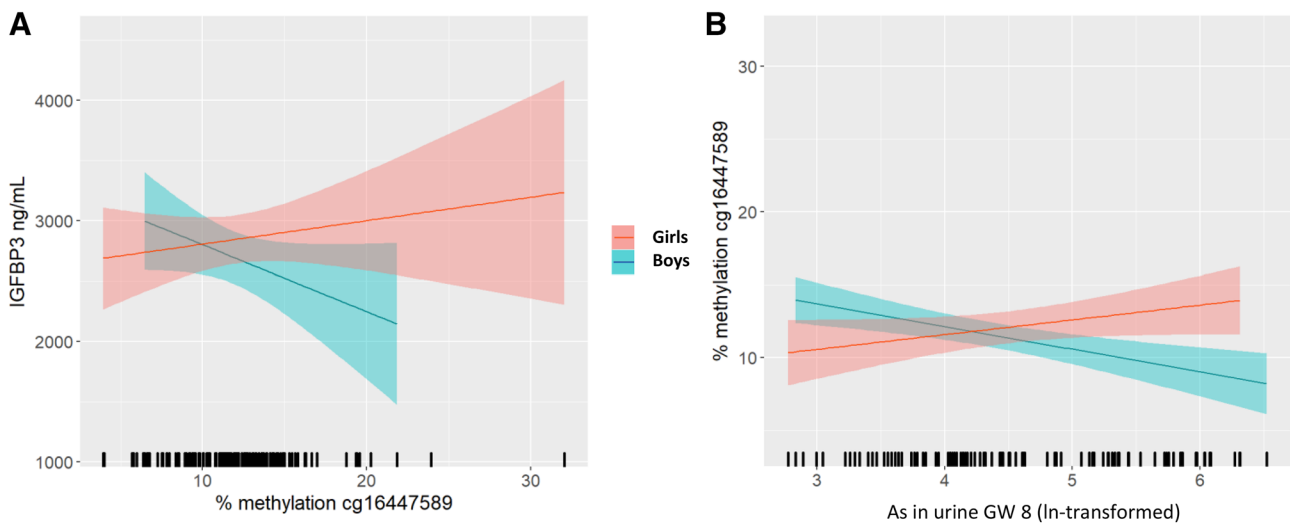 A
4000
3000
2000
1000
IGFBP3 ng/mL
10
20
30
% methylation cg16447589
Girls
Boys
B
30
20
10
% methylation cg16447589
3
4
5
6
As in urine GW 8 (ln-transformed)